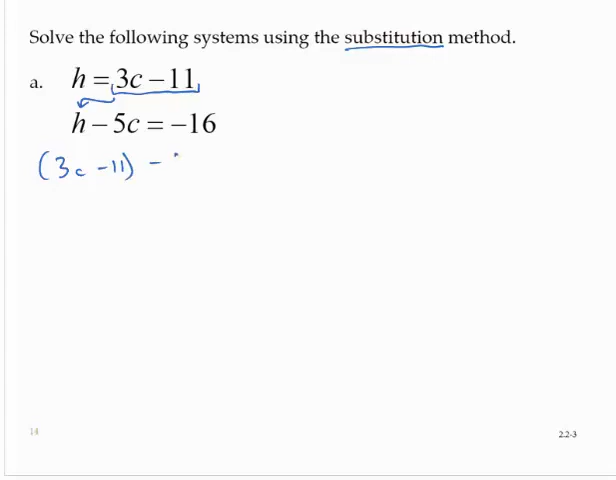 Solve the following systems using the substitution method.
a. h = 3c − 11
h − 5c = −16
(3c − 11) −
14
2.2-3